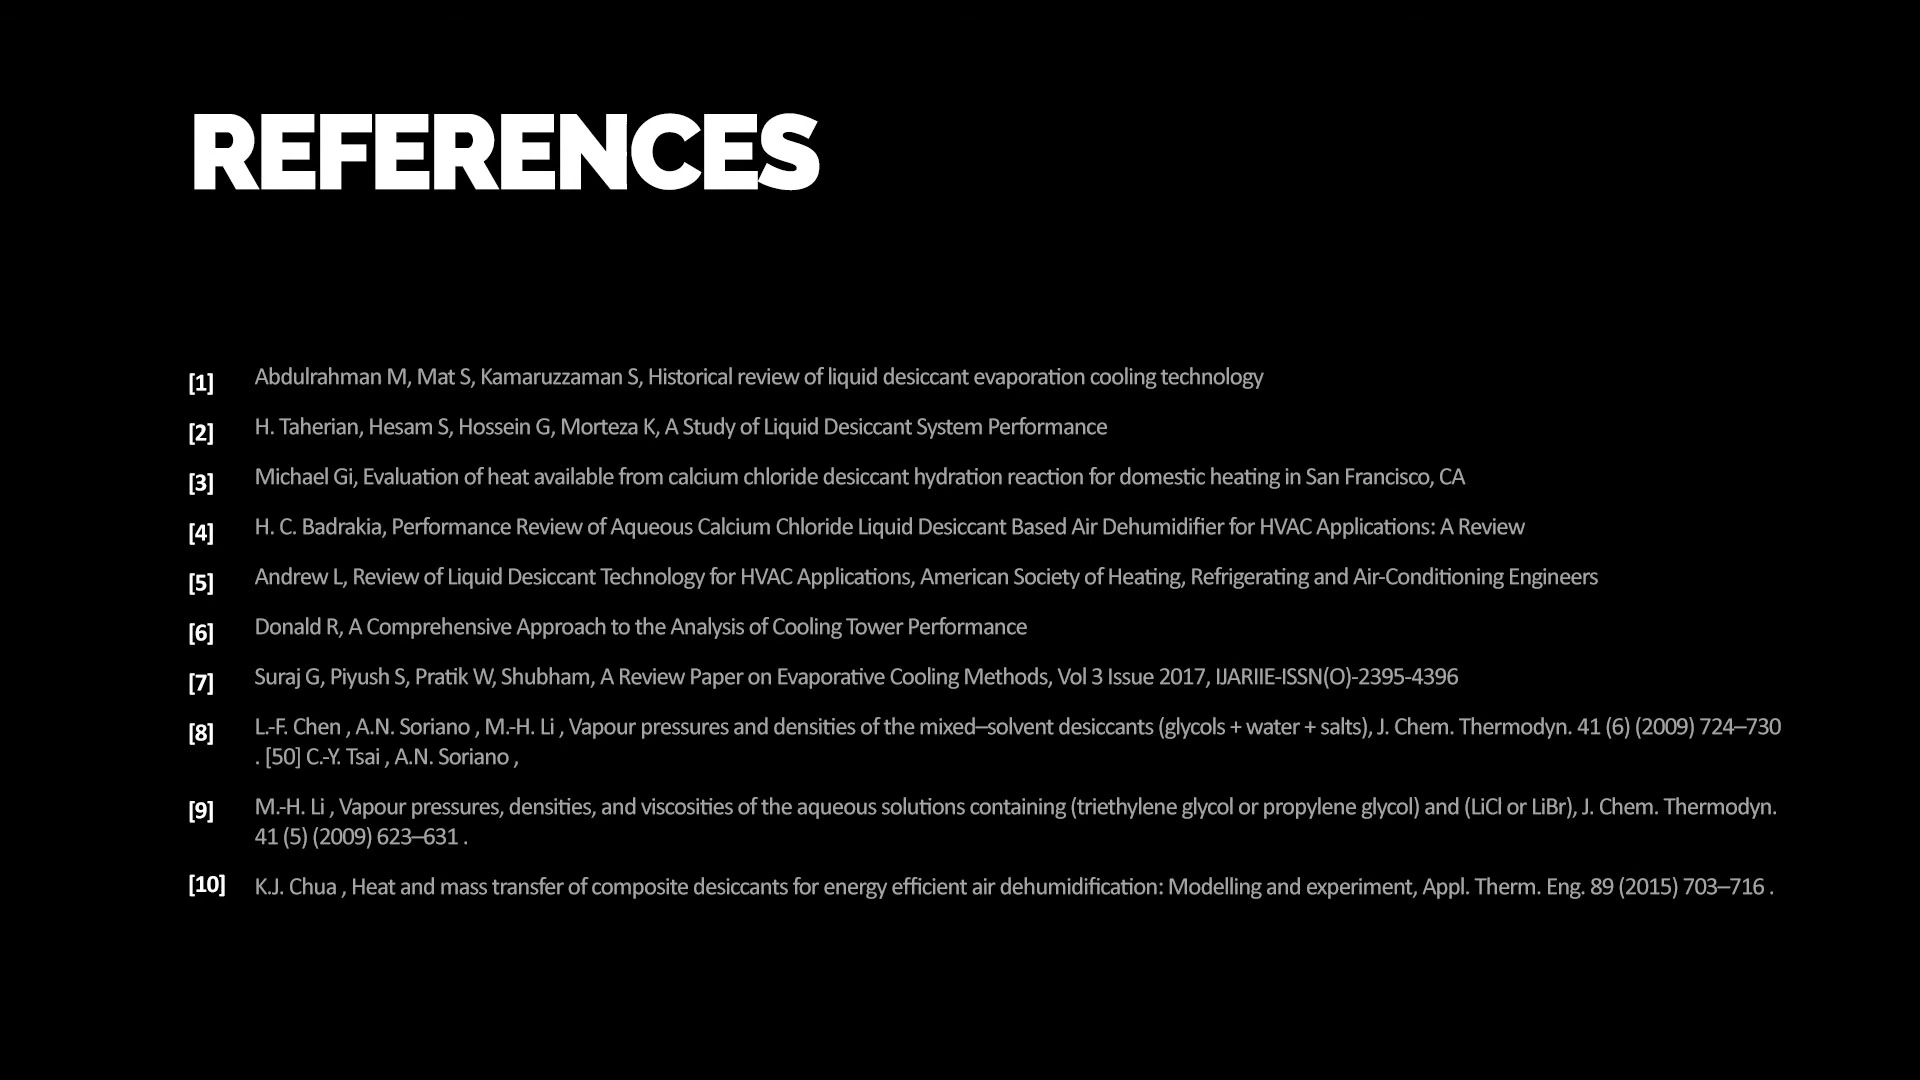 REFERENCES
[1] Abdulrahman M, Mat S, Kamaruzzaman S, Historical review of liquid desiccant evaporation cooling technology
[2] H. Taherian, Hesam S, Hossein G, Morteza K, A Study of Liquid Desiccant System Performance
[3] Michael Gi, Evaluation of heat available from calcium chloride desiccant hydration reaction for domestic heating in San Francisco, CA
[4] H. C. Badrakia, Performance Review of Aqueous Calcium Chloride Liquid Desiccant Based Air Dehumidifier for HVAC Applications: A Review
[5] Andrew L, Review of Liquid Desiccant Technology for HVAC Applications, American Society of Heating, Refrigerating and Air-Conditioning Engineers
[6] Donald R, A Comprehensive Approach to the Analysis of Cooling Tower Performance
[7] Suraj G, Piyush S, Pratik W, Shubham, A Review Paper on Evaporative Cooling Methods, Vol 3 Issue 2017, IJARIIE-ISSN(O)-2395-4396
[8] L.-F. Chen , A.N. Soriano , M.-H. Li , Vapour pressures and densities of the mixed–solvent desiccants (glycols + water + salts), J. Chem. Thermodyn. 41 (6) (2009) 724–730
. [50] C.-Y. Tsai , A.N. Soriano ,
[9] M.-H. Li , Vapour pressures, densities, and viscosities of the aqueous solutions containing (triethylene glycol or propylene glycol) and (LiCl or LiBr), J. Chem. Thermodyn.
41 (5) (2009) 623–631 .
[10] K.J. Chua , Heat and mass transfer of composite desiccants for energy efficient air dehumidification: Modelling and experiment, Appl. Therm. Eng. 89 (2015) 703–716 .